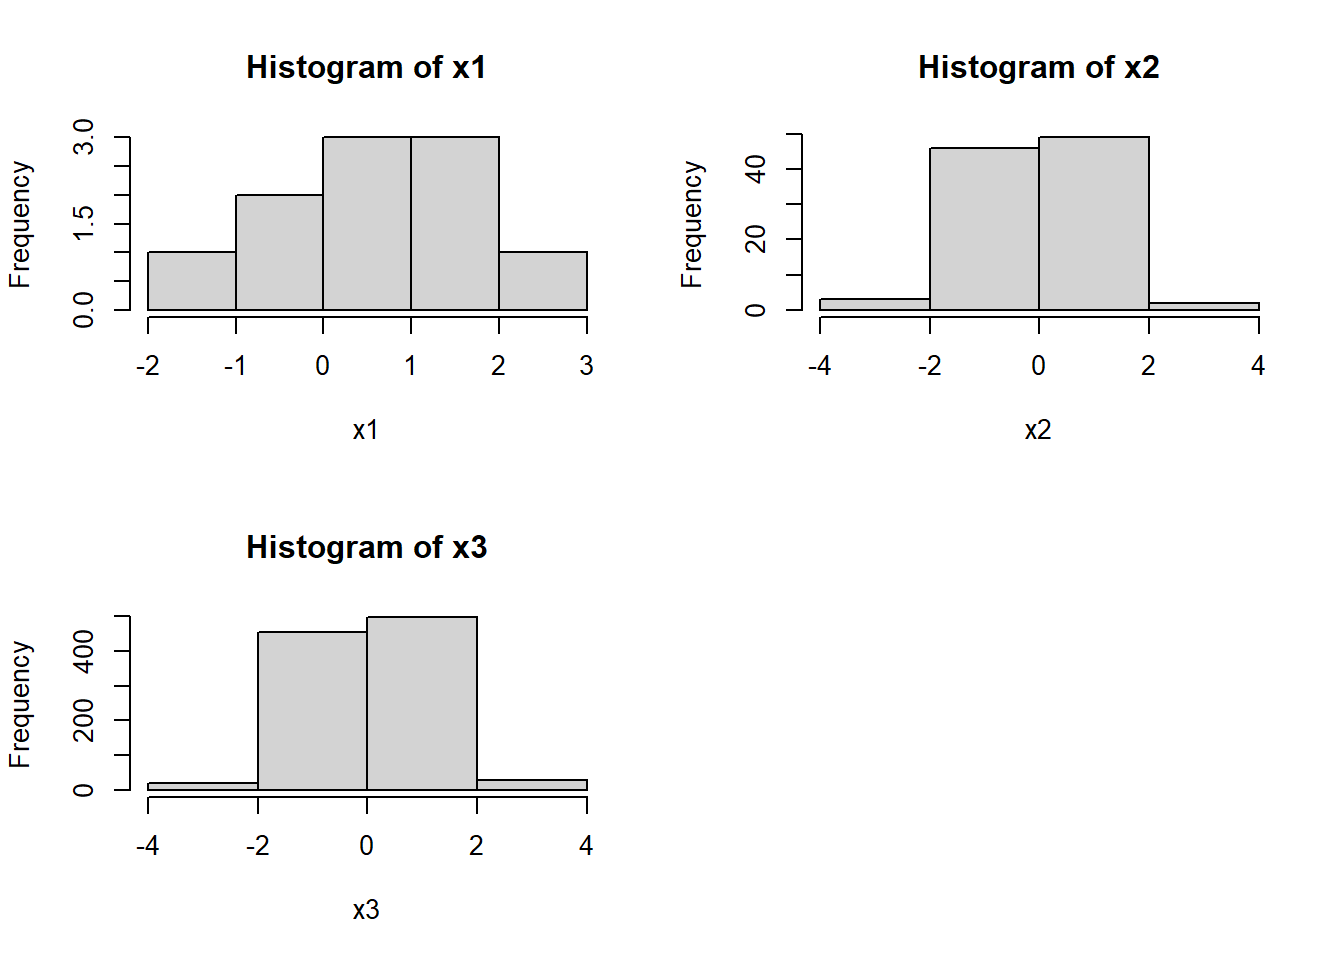 Histogram of x1
Frequency
3.0
1.5
0.0
-2 -1 0 1 2 3
x1
Histogram of x2
Frequency
40
20
0
-4 -2 0 2 4
x2
Histogram of x3
Frequency
400
200
0
-4 -2 0 2 4
x3